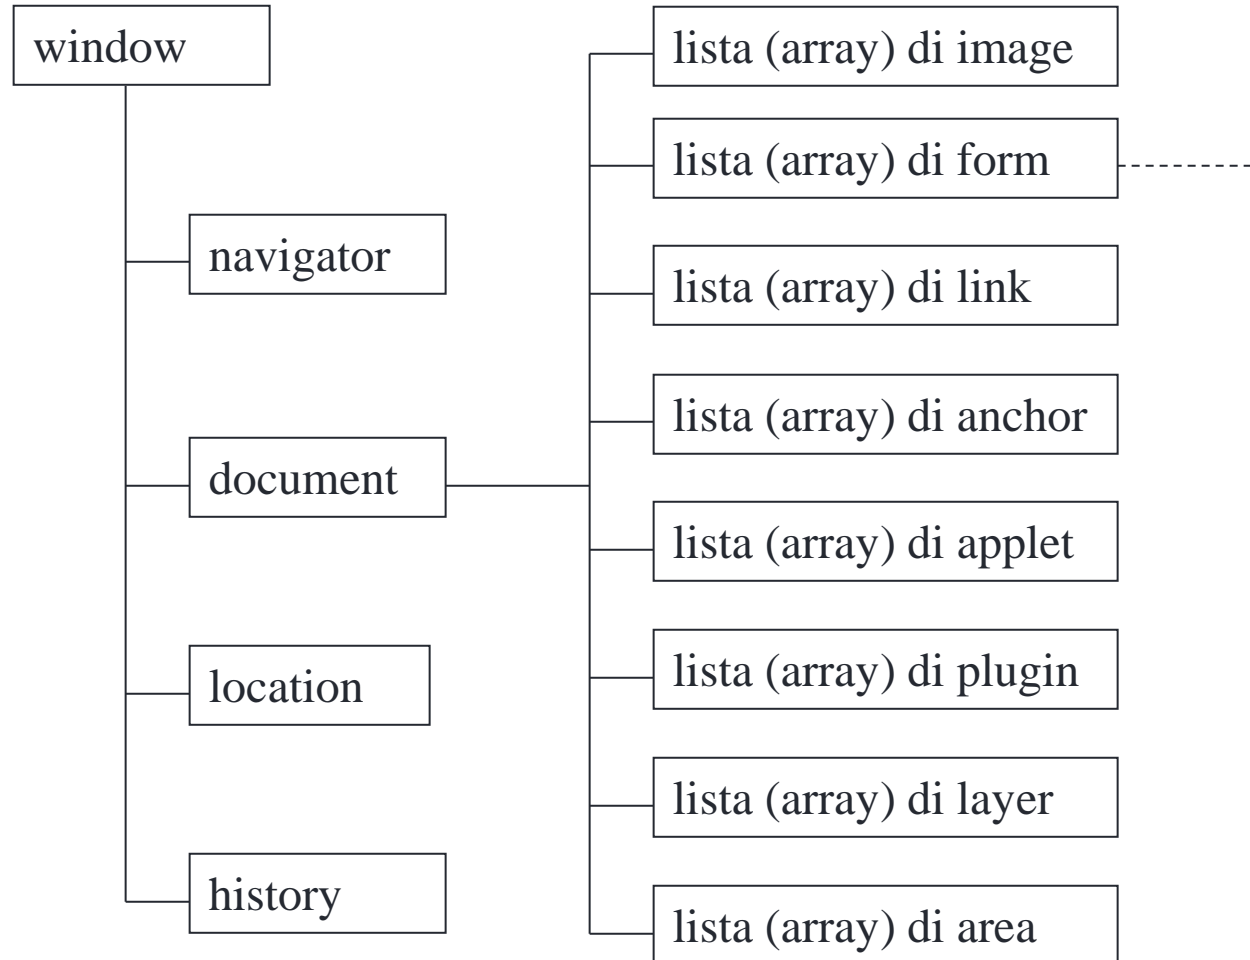 window
navigator
document
location
history
lista (array) di image
lista (array) di form
lista (array) di link
lista (array) di anchor
lista (array) di applet
lista (array) di plugin
lista (array) di layer
lista (array) di area